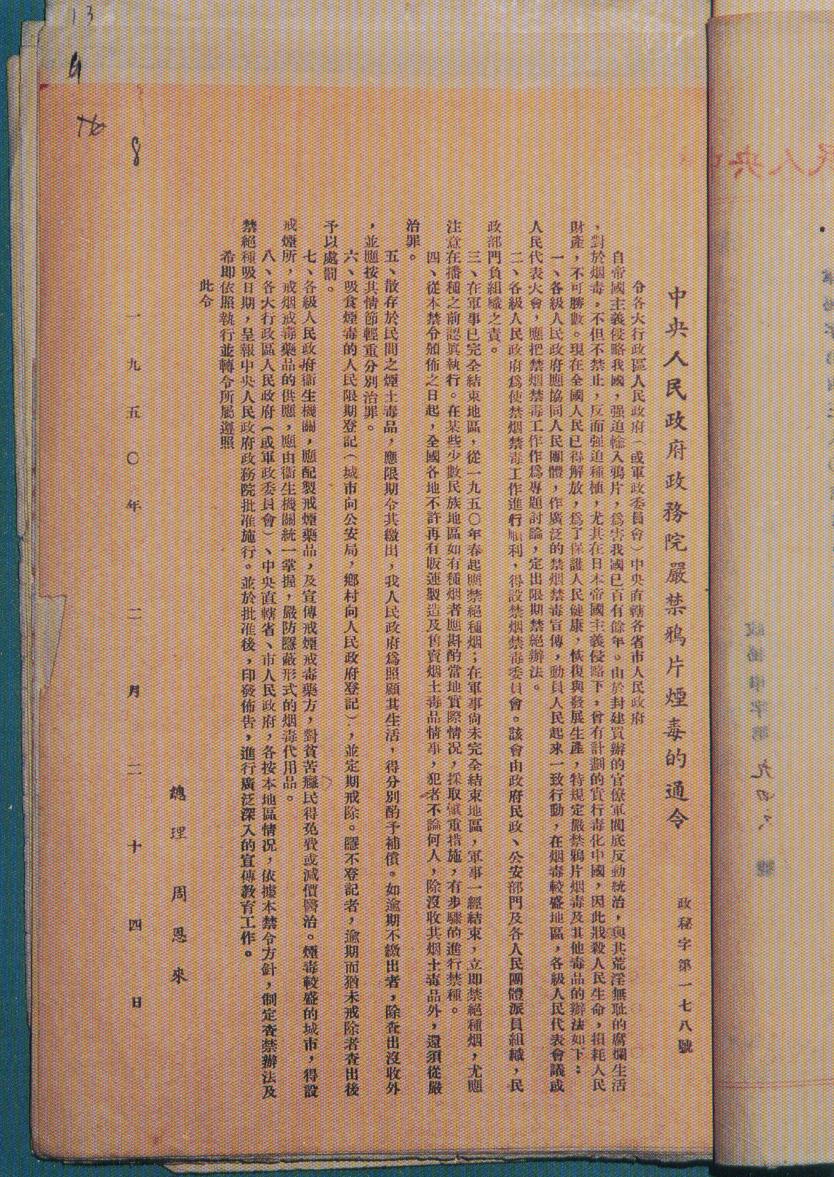 中央人民政府政務院嚴禁鴉片煙毒的通令
政秘字第一七八號
令各大行政區人民政府（或軍政委員會）中央直轄各省市人民政府
自帝國主義侵略我國，强迫輸入鴉片，爲害我國已百有餘年。由於封建買辦的官僚軍閥底反動統治，與其荒淫無耻的腐爛生活
，對於烟毒，不但不禁止，反而强迫種植，尤其在日本帝國主義侵略下，曾有計劃的實行毒化中國，因此戕殺人民生命，損耗人民
財產，不可勝數。現在全國人民已得解放，爲了保護人民健康，恢復與發展生產，特規定嚴禁鴉片烟毒及其他毒品的辦法如下：
一、各級人民政府應協同人民團體，作廣泛的禁烟禁毒宣傳，動員人民起來一致行動，在烟毒較盛地區，各級人民代表會議或
人民代表大會，應把禁烟禁毒工作作爲專題討論，定出限期禁絕辦法。
二、各級人民政府爲使禁烟禁毒工作進行順利，得設禁烟禁毒委員會。該會由政府民政、公安部門及各人民團體派員組織，民
政部門負組織之責。
三、在軍事已完全結束地區，從一九五〇年春起應禁絕種烟；在軍事尚未完全結束地區，軍事一經結束，立即禁絕種烟，尤應
注意在播種之前認真執行。在某些少數民族地區如有種烟者應斟酌當地實際情况，採取慎重措施，有步驟的進行禁種。
四、從本禁令頒佈之日起，全國各地不許再有販運製造及售賣烟土毒品情事，犯者不論何人，除沒收其烟土毒品外，還須從嚴
治罪。
五、散存於民間之煙土毒品，應限期令其繳出，我人民政府爲照顧其生活，得分別酌予補償。如逾期不繳出者，除查出沒收外
，並應按其情節輕重分別治罪。
六、吸食煙毒的人民限期登記（城市向公安局，鄉村向人民政府登記），並定期戒除。隱不登記者，逾期而猶未戒除者查出後
予以處罰。
七、各級人民政府衛生機關，應配製戒煙藥品，及宣傳戒煙戒毒藥方，對貧苦癮民得免費或減價醫治。煙毒較盛的城市，得設
戒煙所，戒烟戒毒藥品的供應，應由衛生機關統一掌握，嚴防隱蔽形式的烟毒代用品。
八、各大行政區人民政府（或軍政委員會）、中央直轄省、市人民政府，各按本地區情况，依據本禁令方針，制定查禁辦法及
禁絕種吸日期，呈報中央人民政府政務院批准施行。並於批准後，印發佈告，進行廣泛深入的宣傳教育工作。
希即依照執行並轉令所屬遵照
此令
總理 周恩來
一九五〇年二月二十四日
13
8